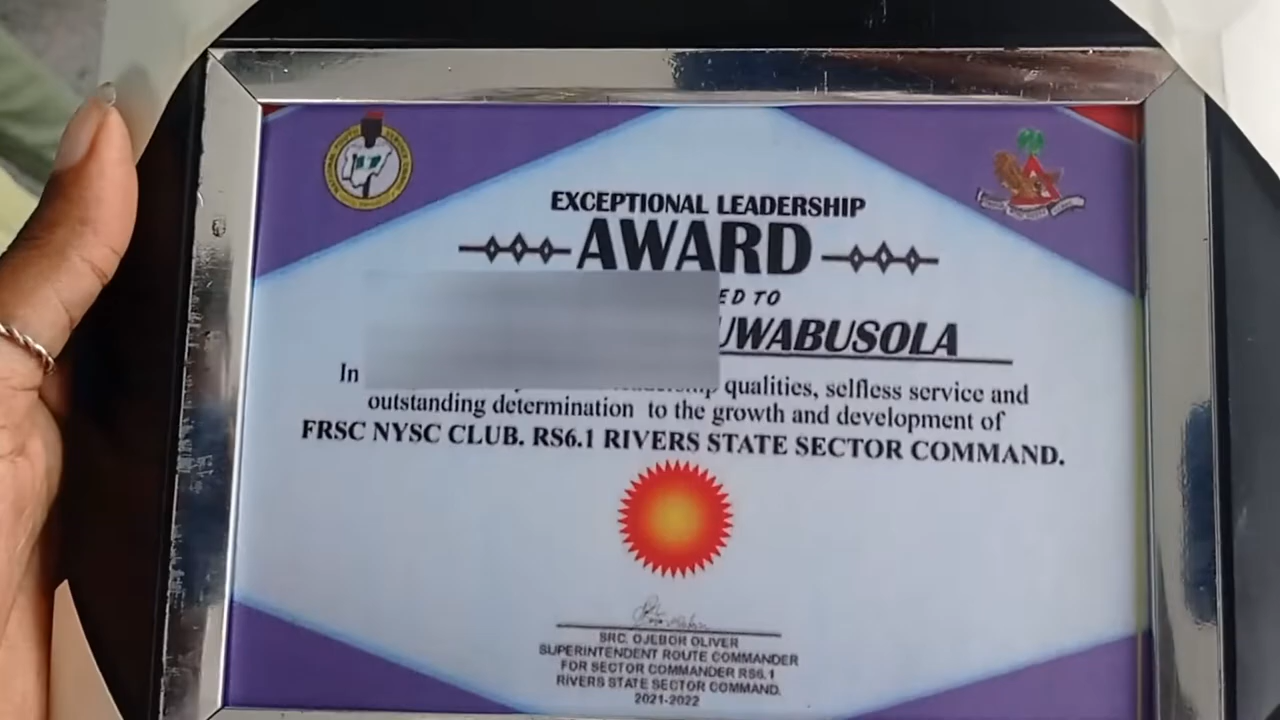 EXCEPTIONAL LEADERSHIP
AWARD
ED TO
UWABUSOLA
In qualities, selfless service and
outstanding determination to the growth and development of
FRSC NYSC CLUB. RS6.1 RIVERS STATE SECTOR COMMAND.
SRC. OJEBOR OLIVER
SUPERINTENDENT ROUTE COMMANDER
FOR SECTOR COMMANDER RS6.1
RIVERS STATE SECTOR COMMAND.
2021-2022